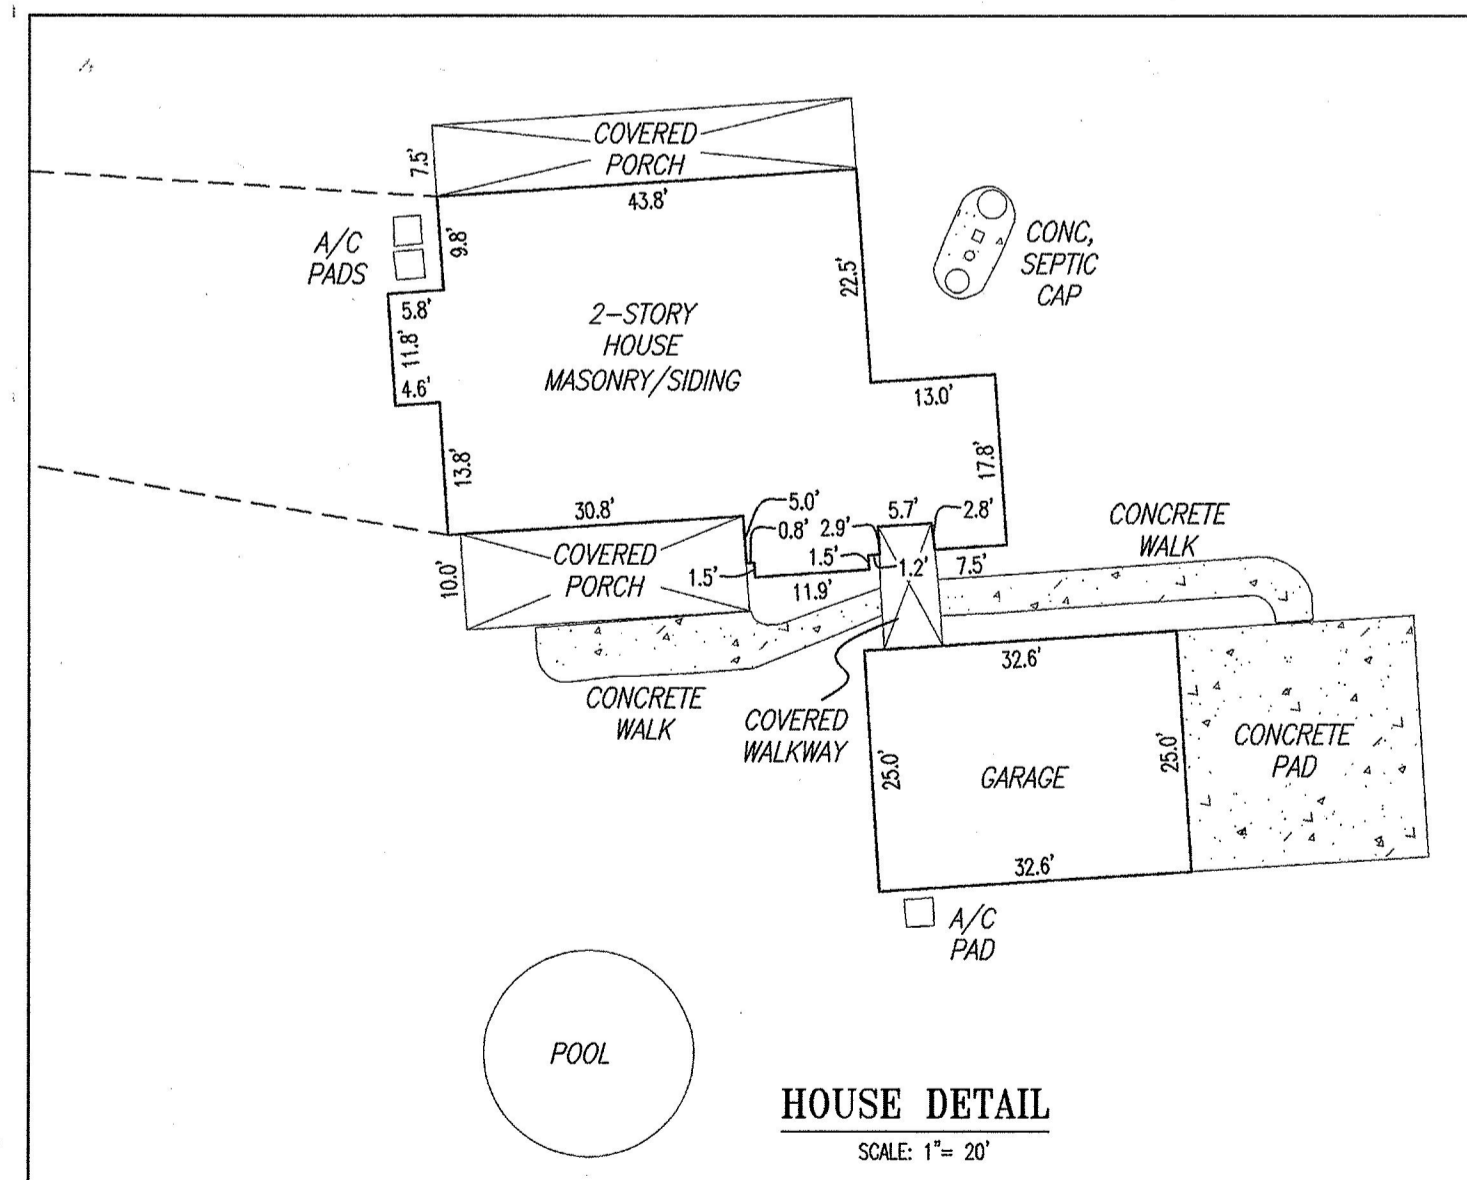 COVERED
PORCH
7.5'
43.8'
A/C
PADS
9.8'
CONC,
SEPTIC
CAP
22.5'
5.8'
11.8'
4.6'
2-STORY
HOUSE
MASONRY/SIDING
13.0'
13.8'
17.8'
30.8'
5.0'
5.7'
2.8'
0.8'
2.9'
CONCRETE
WALK
COVERED
PORCH
10.0'
1.5'
1.5'
1.2'
7.5'
11.9'
32.6'
CONCRETE
WALK
COVERED
WALKWAY
25.0'
GARAGE
25.0'
CONCRETE
PAD
32.6'
A/C
PAD
POOL
HOUSE DETAIL
SCALE: 1"= 20'